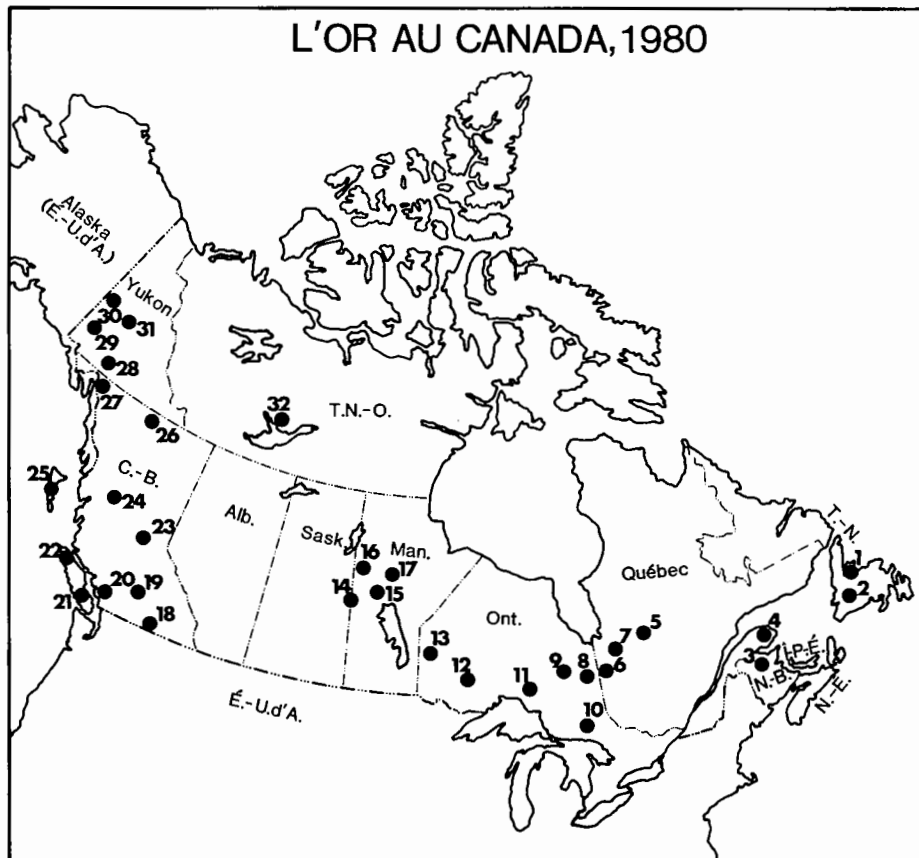 L'OR AU CANADA, 1980
Alaska
(É.-U.d'A.)
Yukon
30
31
29
28
27
32
T.N.-O.
26
25
C.-B.
24
Alb.
Sask.
Man.
23
22
16
17
14
15
21
20
19
18
Québec
T.-N.
1
2
Ont.
13
12
11
9
8
7
6
5
4
3
10
Î-P.-É.
N.-B.
N.-É.
É.-U.d'A.